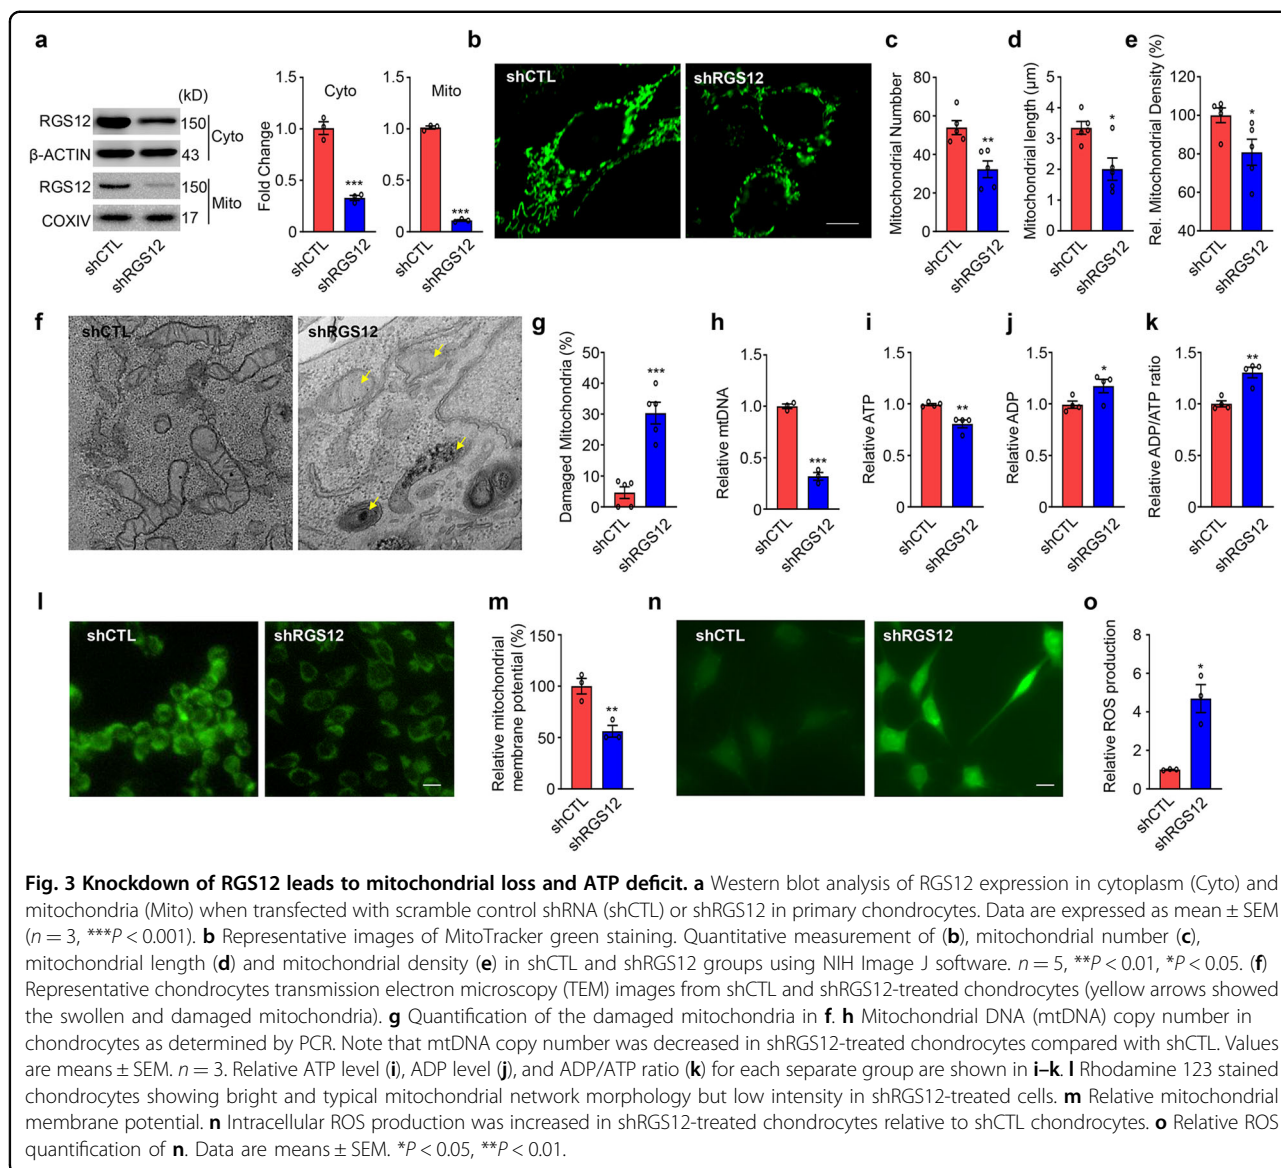 a
(kD)
RGS12
150
Cyto
β-ACTIN
43
RGS12
150
Mito
COXIV
17
shCTL
shRGS12
Fold Change
1.5
1.0
0.5
0
Cyto
***
shCTL
shRGS12
1.5
1.0
0.5
0
Mito
***
shCTL
shRGS12
b
shCTL
shRGS12
c
Mitochondrial Numbber
80
60
40
20
0
**
shCTL
shRGS12
d
Mitochondrial length (μm)
5
4
3
2
1
0
*
shCTL
shRGS12
e
Rel. Mitochondrial Density (%)
120
100
80
60
40
*
shCTL
shRGS12
f
shCTL
shRGS12
g
Damaged Mitochondria (%)
50
40
30
20
10
0
***
shCTL
shRGS12
h
Relative mtDNA
1.5
1.0
0.5
0
***
shCTL
shRGS12
i
Relative ATP
1.5
1.0
0.5
0
**
shCTL
shRGS12
j
Relative ADP
1.5
1.0
0.5
0
*
shCTL
shRGS12
k
Relative ADP/ATP ratio
1.5
1.0
0.5
0
**
shCTL
shRGS12
l
shCTL
shRGS12
m
Relative mitochondrial
membrane potential (%)
150
100
50
0
**
shCTL
shRGS12
n
shCTL
shRGS12
o
Relative ROS production
8
6
4
2
0
*
shCTL
shRGS12
Fig. 3 Knockdown of RGS12 leads to mitochondrial loss and ATP deficit. a Western blot analysis of RGS12 expression in cytoplasm (Cyto) and
mitochondria (Mito) when transfected with scramble control shRNA (shCTL) or shRGS12 in primary chondrocytes. Data are expressed as mean ± SEM
(n = 3, ***P < 0.001). b Representative images of MitoTracker green staining. Quantitative measurement of (b), mitochondrial number (c),
mitochondrial length (d) and mitochondrial density (e) in shCTL and shRGS12 groups using NIH Image J software. n = 5, **P < 0.01, *P < 0.05. (f)
Representative chondrocytes transmission electron microscopy (TEM) images from shCTL and shRGS12-treated chondrocytes (yellow arrows showed
the swollen and damaged mitochondria). g Quantification of the damaged mitochondria in f. h Mitochondrial DNA (mtDNA) copy number in
chondrocytes as determined by PCR. Note that mtDNA copy number was decreased in shRGS12-treated chondrocytes compared with shCTL. Values
are means ± SEM. n = 3. Relative ATP level (i), ADP level (j), and ADP/ATP ratio (k) for each separate group are shown in i–k. l Rhodamine 123 stained
chondrocytes showing bright and typical mitochondrial network morphology but low intensity in shRGS12-treated cells. m Relative mitochondrial
membrane potential. n Intracellular ROS production was increased in shRGS12-treated chondrocytes relative to shCTL chondrocytes. o Relative ROS
quantification of n. Data are means ± SEM. *P < 0.05, **P < 0.01.